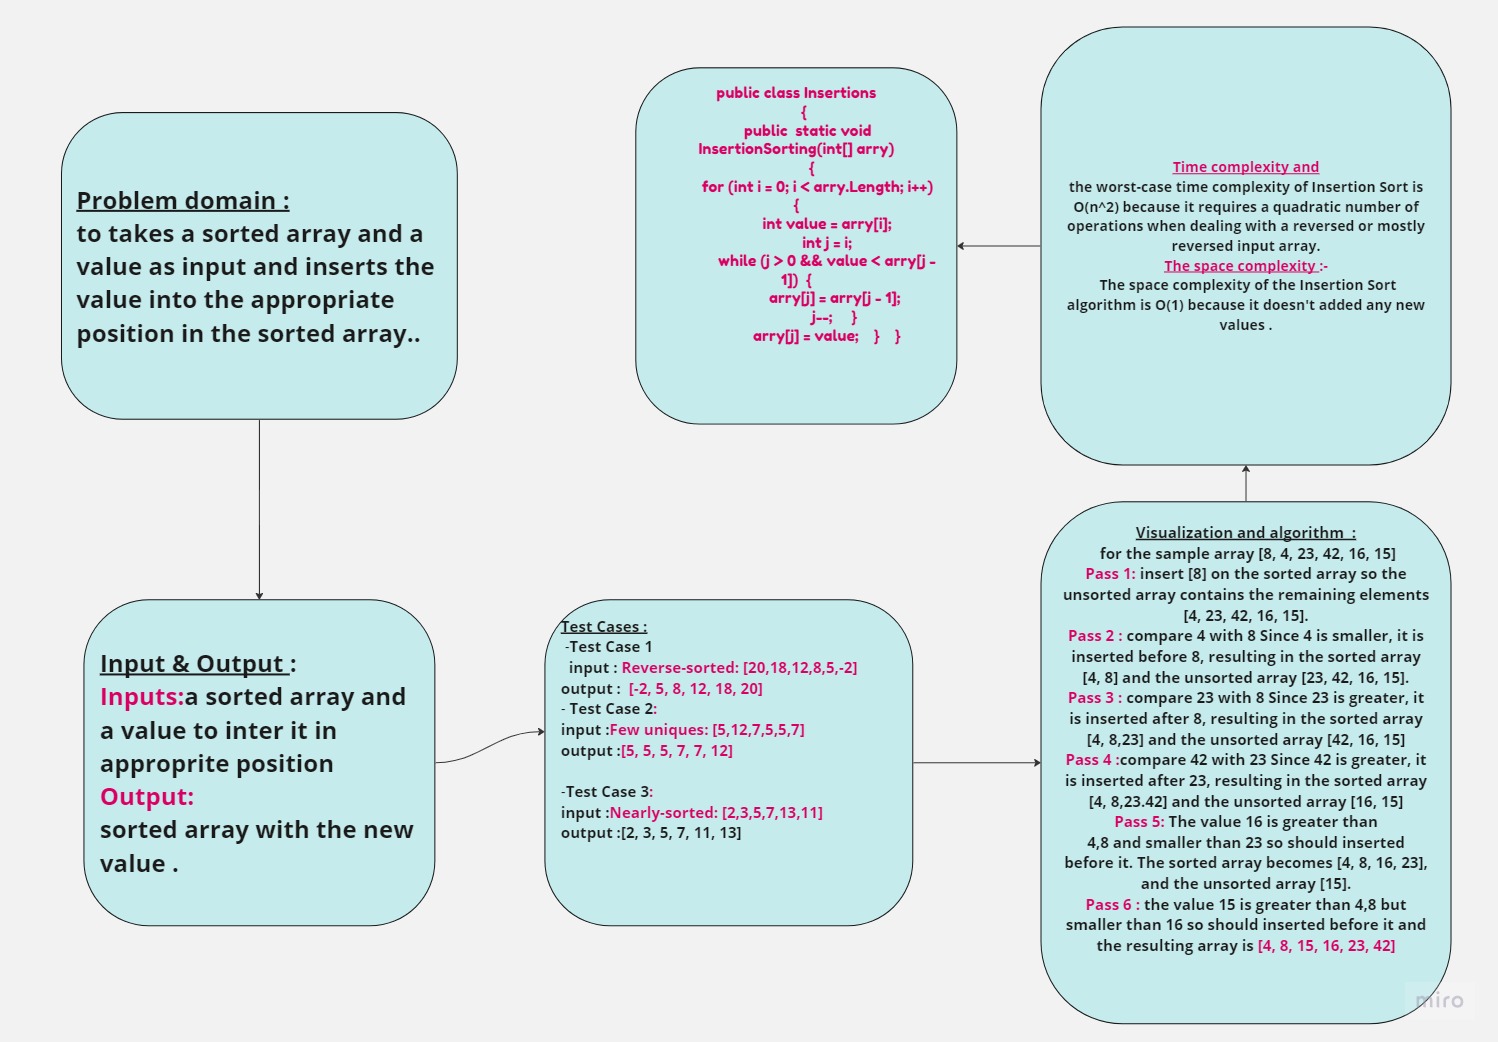 Problem domain :
to takes a sorted array and a
value as input and inserts the
value into the appropriate
position in the sorted array..
Input & Output :
Inputs:a sorted array and
a value to inter it in
approprite position
Output:
sorted array with the new
value .
Test Cases :
-Test Case 1
input : Reverse-sorted: [20,18,12,8,5,-2]
output :  [-2, 5, 8, 12, 18, 20]
- Test Case 2:
input :Few uniques: [5,12,7,5,5,7]
output :[5, 5, 5, 7, 7, 12]
-Test Case 3:
input :Nearly-sorted: [2,3,5,7,13,11]
output :[2, 3, 5, 7, 11, 13]
Visualization and algorithm  :
for the sample array [8, 4, 23, 42, 16, 15]
Pass 1: insert [8] on the sorted array so the
unsorted array contains the remaining elements
[4, 23, 42, 16, 15].
Pass 2 : compare 4 with 8 Since 4 is smaller, it is
inserted before 8, resulting in the sorted array
[4, 8] and the unsorted array [23, 42, 16, 15].
Pass 3 : compare 23 with 8 Since 23 is greater, it
is inserted after 8, resulting in the sorted array
[4, 8,23] and the unsorted array [42, 16, 15]
Pass 4 :compare 42 with 23 Since 42 is greater, it
is inserted after 23, resulting in the sorted array
[4, 8,23.42] and the unsorted array [16, 15]
Pass 5: The value 16 is greater than
4,8 and smaller than 23 so should inserted
before it. The sorted array becomes [4, 8, 16, 23],
and the unsorted array [15].
Pass 6 : the value 15 is greater than 4,8 but
smaller than 16 so should inserted before it and
the resulting array is [4, 8, 15, 16, 23, 42]
Time complexity and
the worst-case time complexity of Insertion Sort is
O(n^2) because it requires a quadratic number of
operations when dealing with a reversed or mostly
reversed input array.
The space complexity :-
The space complexity of the Insertion Sort
algorithm is O(1) because it doesn't added any new
values .
public class Insertions
{
public  static void
InsertionSorting(int[] arry)
{
for (int i = 0; i < arry.Length; i++)
{
int value = arry[i];
int j = i;
while (j > 0 && value < arry[j -
1])  {
arry[j] = arry[j - 1];
j--;    }
arry[j] = value;   }   }
miro